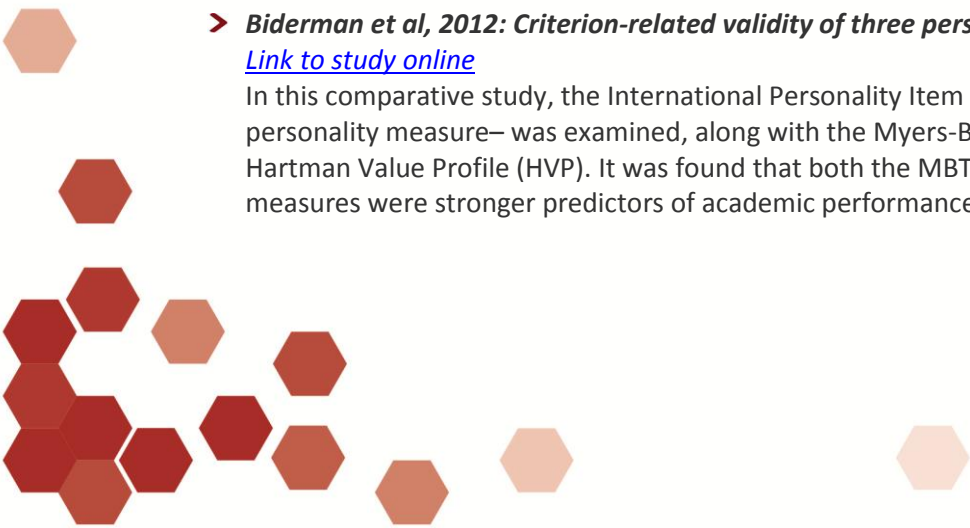 Biderman et al, 2012: Criterion-related validity of three pers
Link to study online
In this comparative study, the International Personality Item
personality measure– was examined, along with the Myers-B
Hartman Value Profile (HVP). It was found that both the MBT
measures were stronger predictors of academic performance